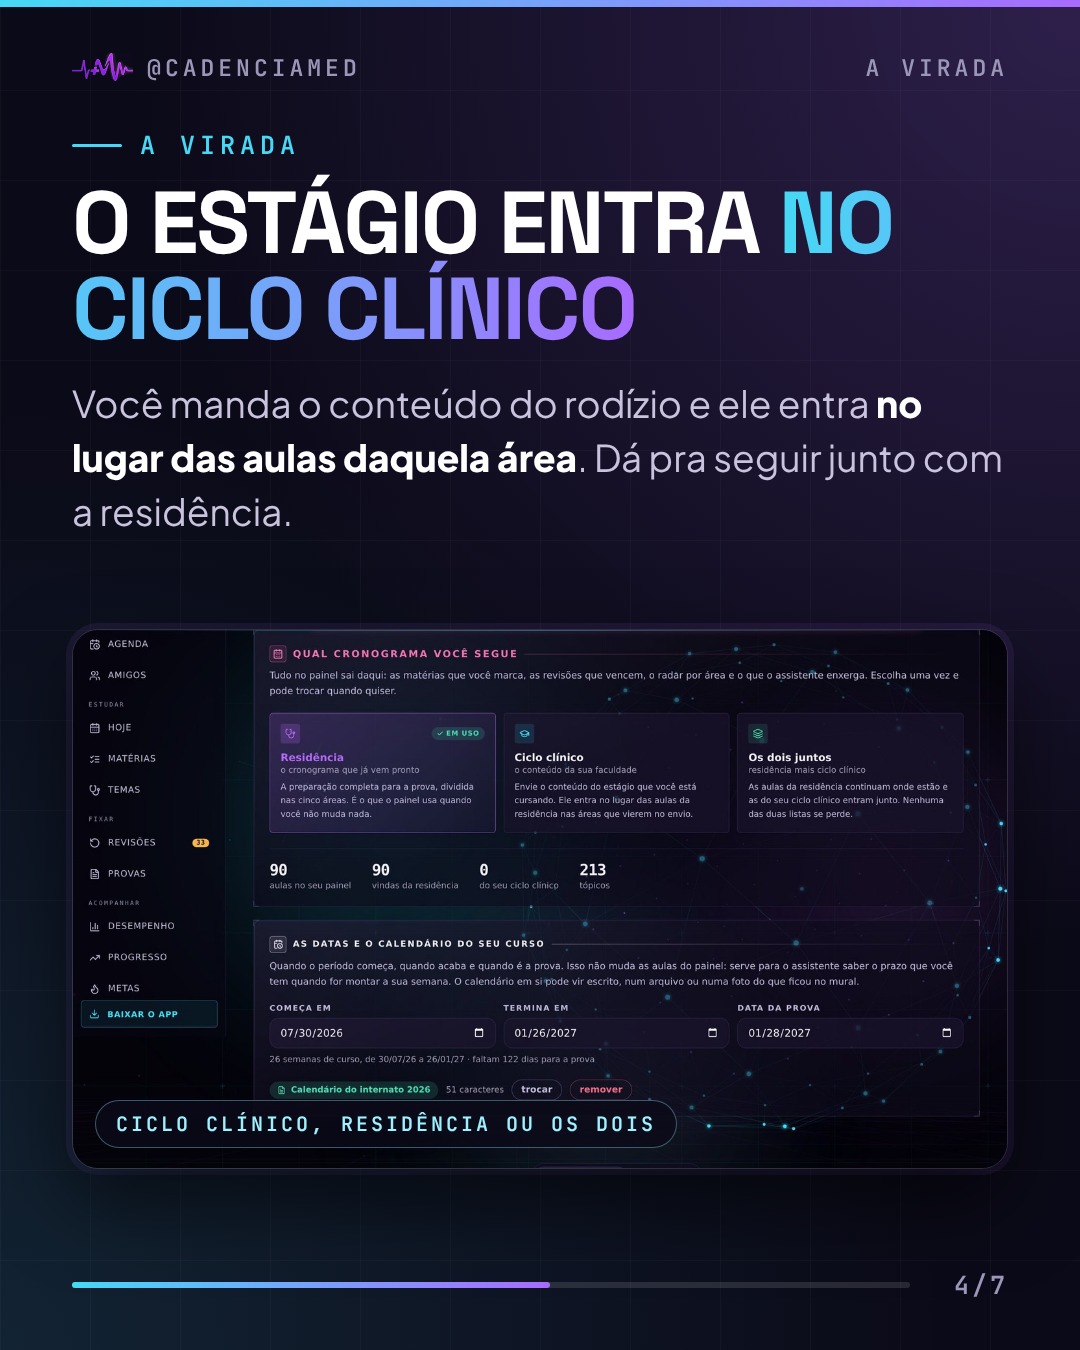 @CADENCIAMED
A VIRADA
A VIRADA
O ESTÁGIO ENTRA NO
CICLO CLÍNICO
Você manda o conteúdo do rodízio e ele entra no
lugar das aulas daquela área. Dá pra seguir junto com
a residência.
AGENDA
AMIGOS
ESTUDAR
HOJE
MATÉRIAS
TEMAS
FIXAR
REVISÕES 33
PROVAS
ACOMPANHAR
DESEMPENHO
PROGRESSO
METAS
BAIXAR O APP
QUAL CRONOGRAMA VOCÊ SEGUE
Tudo no painel sai daqui: as matérias que você marca, as revisões que vencem, o radar por área e o que o assistente enxerga. Escolha uma vez e
pode trocar quando quiser.
EM USO
Residência
o cronograma que já vem pronto
A preparação completa para a prova, dividida
nas cinco áreas. É o que o painel usa quando
você não muda nada.
Ciclo clínico
o conteúdo da sua faculdade
Envie o conteúdo do estágio que você está
cursando. Ele entra no lugar das aulas da
residência nas áreas que vierem no envio.
Os dois juntos
residência mais ciclo clínico
As aulas da residência continuam onde estão e
as do seu ciclo clínico entram junto. Nenhuma
das duas listas se perde.
90
aulas no seu painel
90
vindas da residência
0
do seu ciclo clínico
213
tópicos
AS DATAS E O CALENDÁRIO DO SEU CURSO
Quando o período começa, quando acaba e quando é a prova. Isso não muda as aulas do painel: serve para o assistente saber o prazo que você
tem quando for montar a sua semana. O calendário em si pode vir escrito, num arquivo ou numa foto do que ficou no mural.
COMEÇA EM
07/30/2026
TERMINA EM
01/26/2027
DATA DA PROVA
01/28/2027
26 semanas de curso, de 30/07/26 a 26/01/27 · faltam 122 dias para a prova
Calendário do internato 2026 51 caracteres trocar remover
CICLO CLÍNICO, RESIDÊNCIA OU OS DOIS
4/7